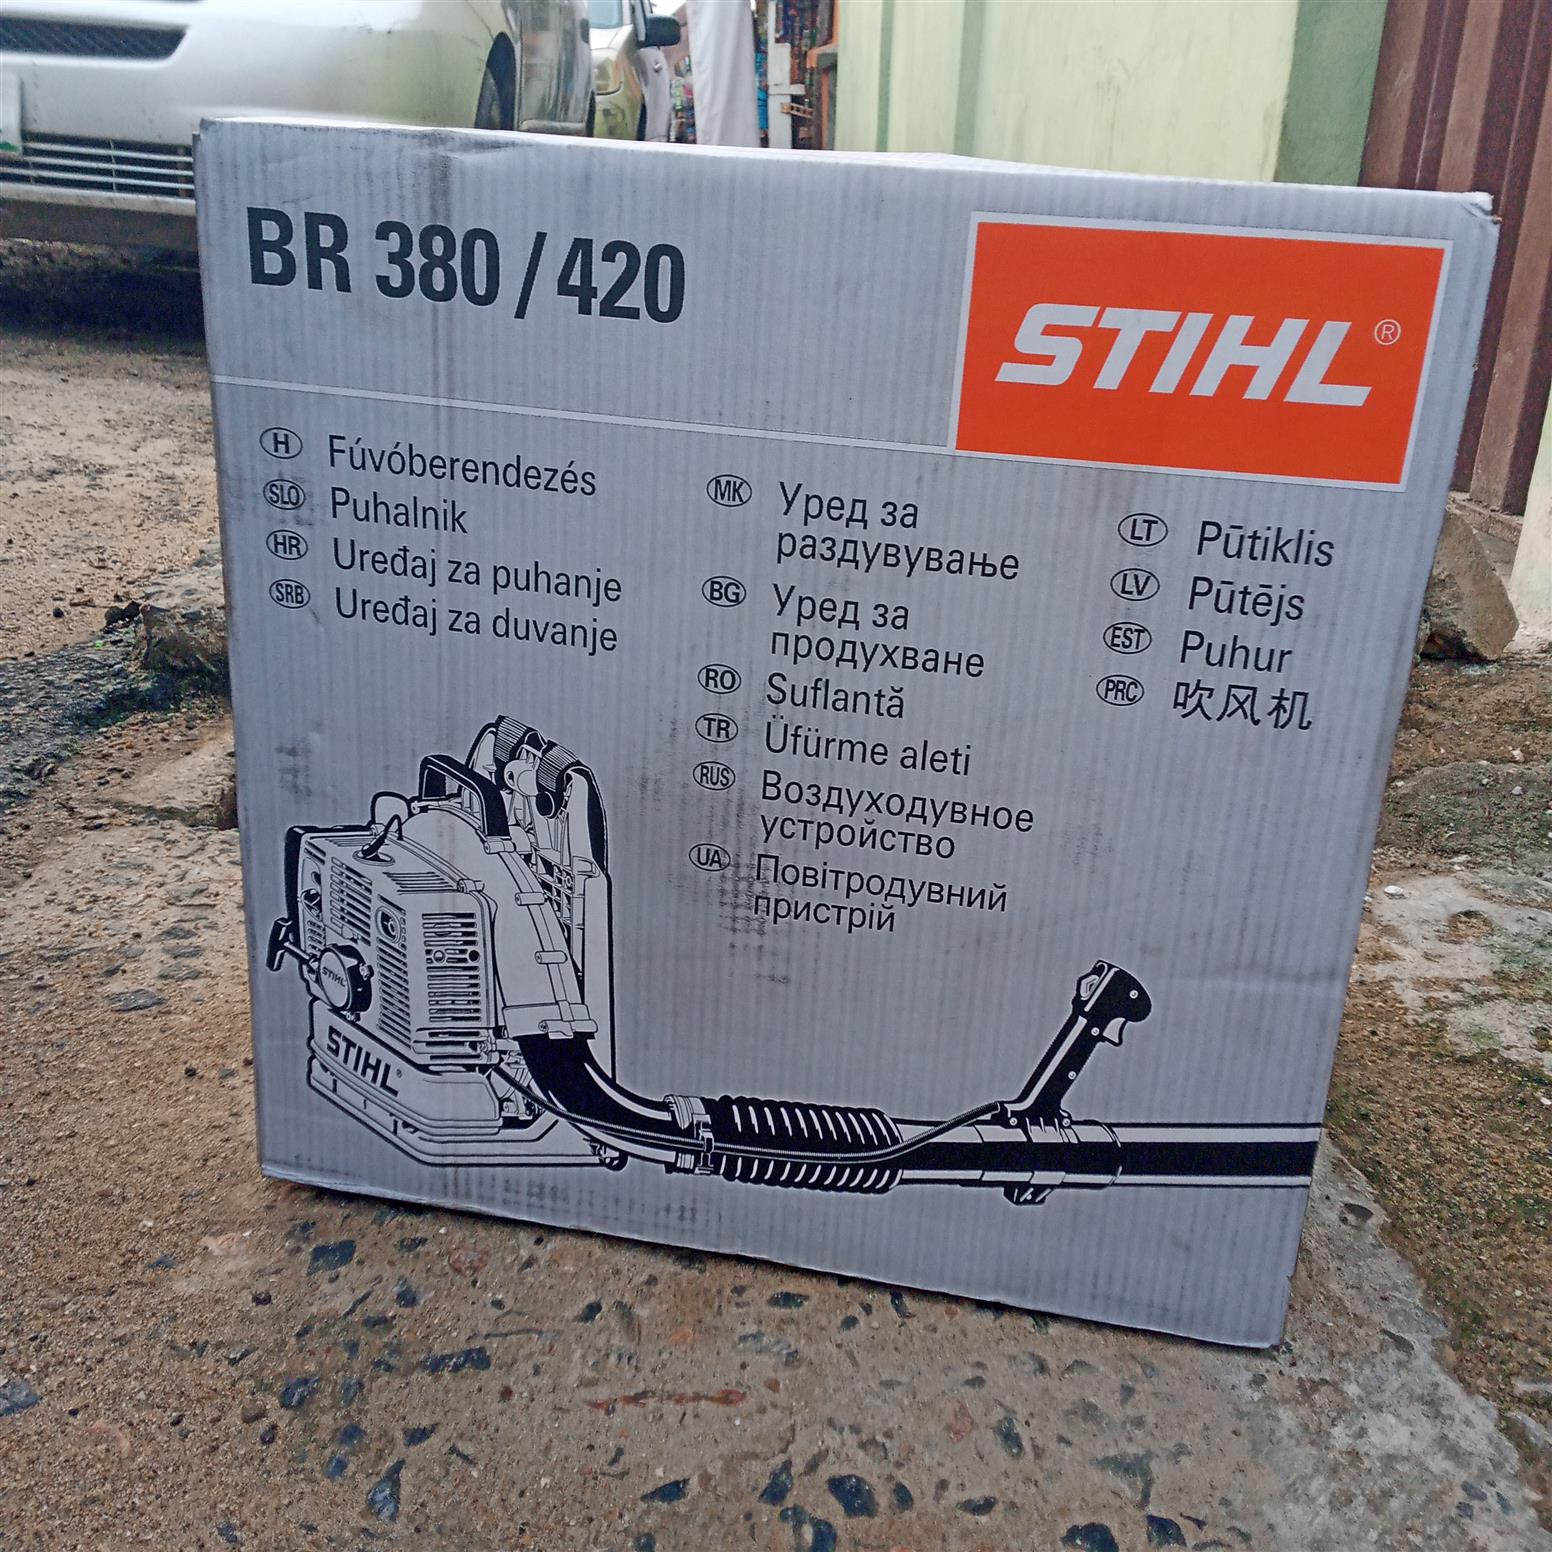 BR 380 / 420
STIHL®
H Fúvóberendezés
SLO Puhalnik
HR Uređaj za puhanje
SRB Uređaj za duvanje
MK Уред за
раздувување
BG Уред за
продухване
RO Suflantă
TR Üfürme aleti
RUS Воздуходувное
устройство
UA Повітродувний
пристрій
LT Pūtiklis
LV Pūtējs
EST Puhur
PRC 吹风机
STIHL
STIHL®